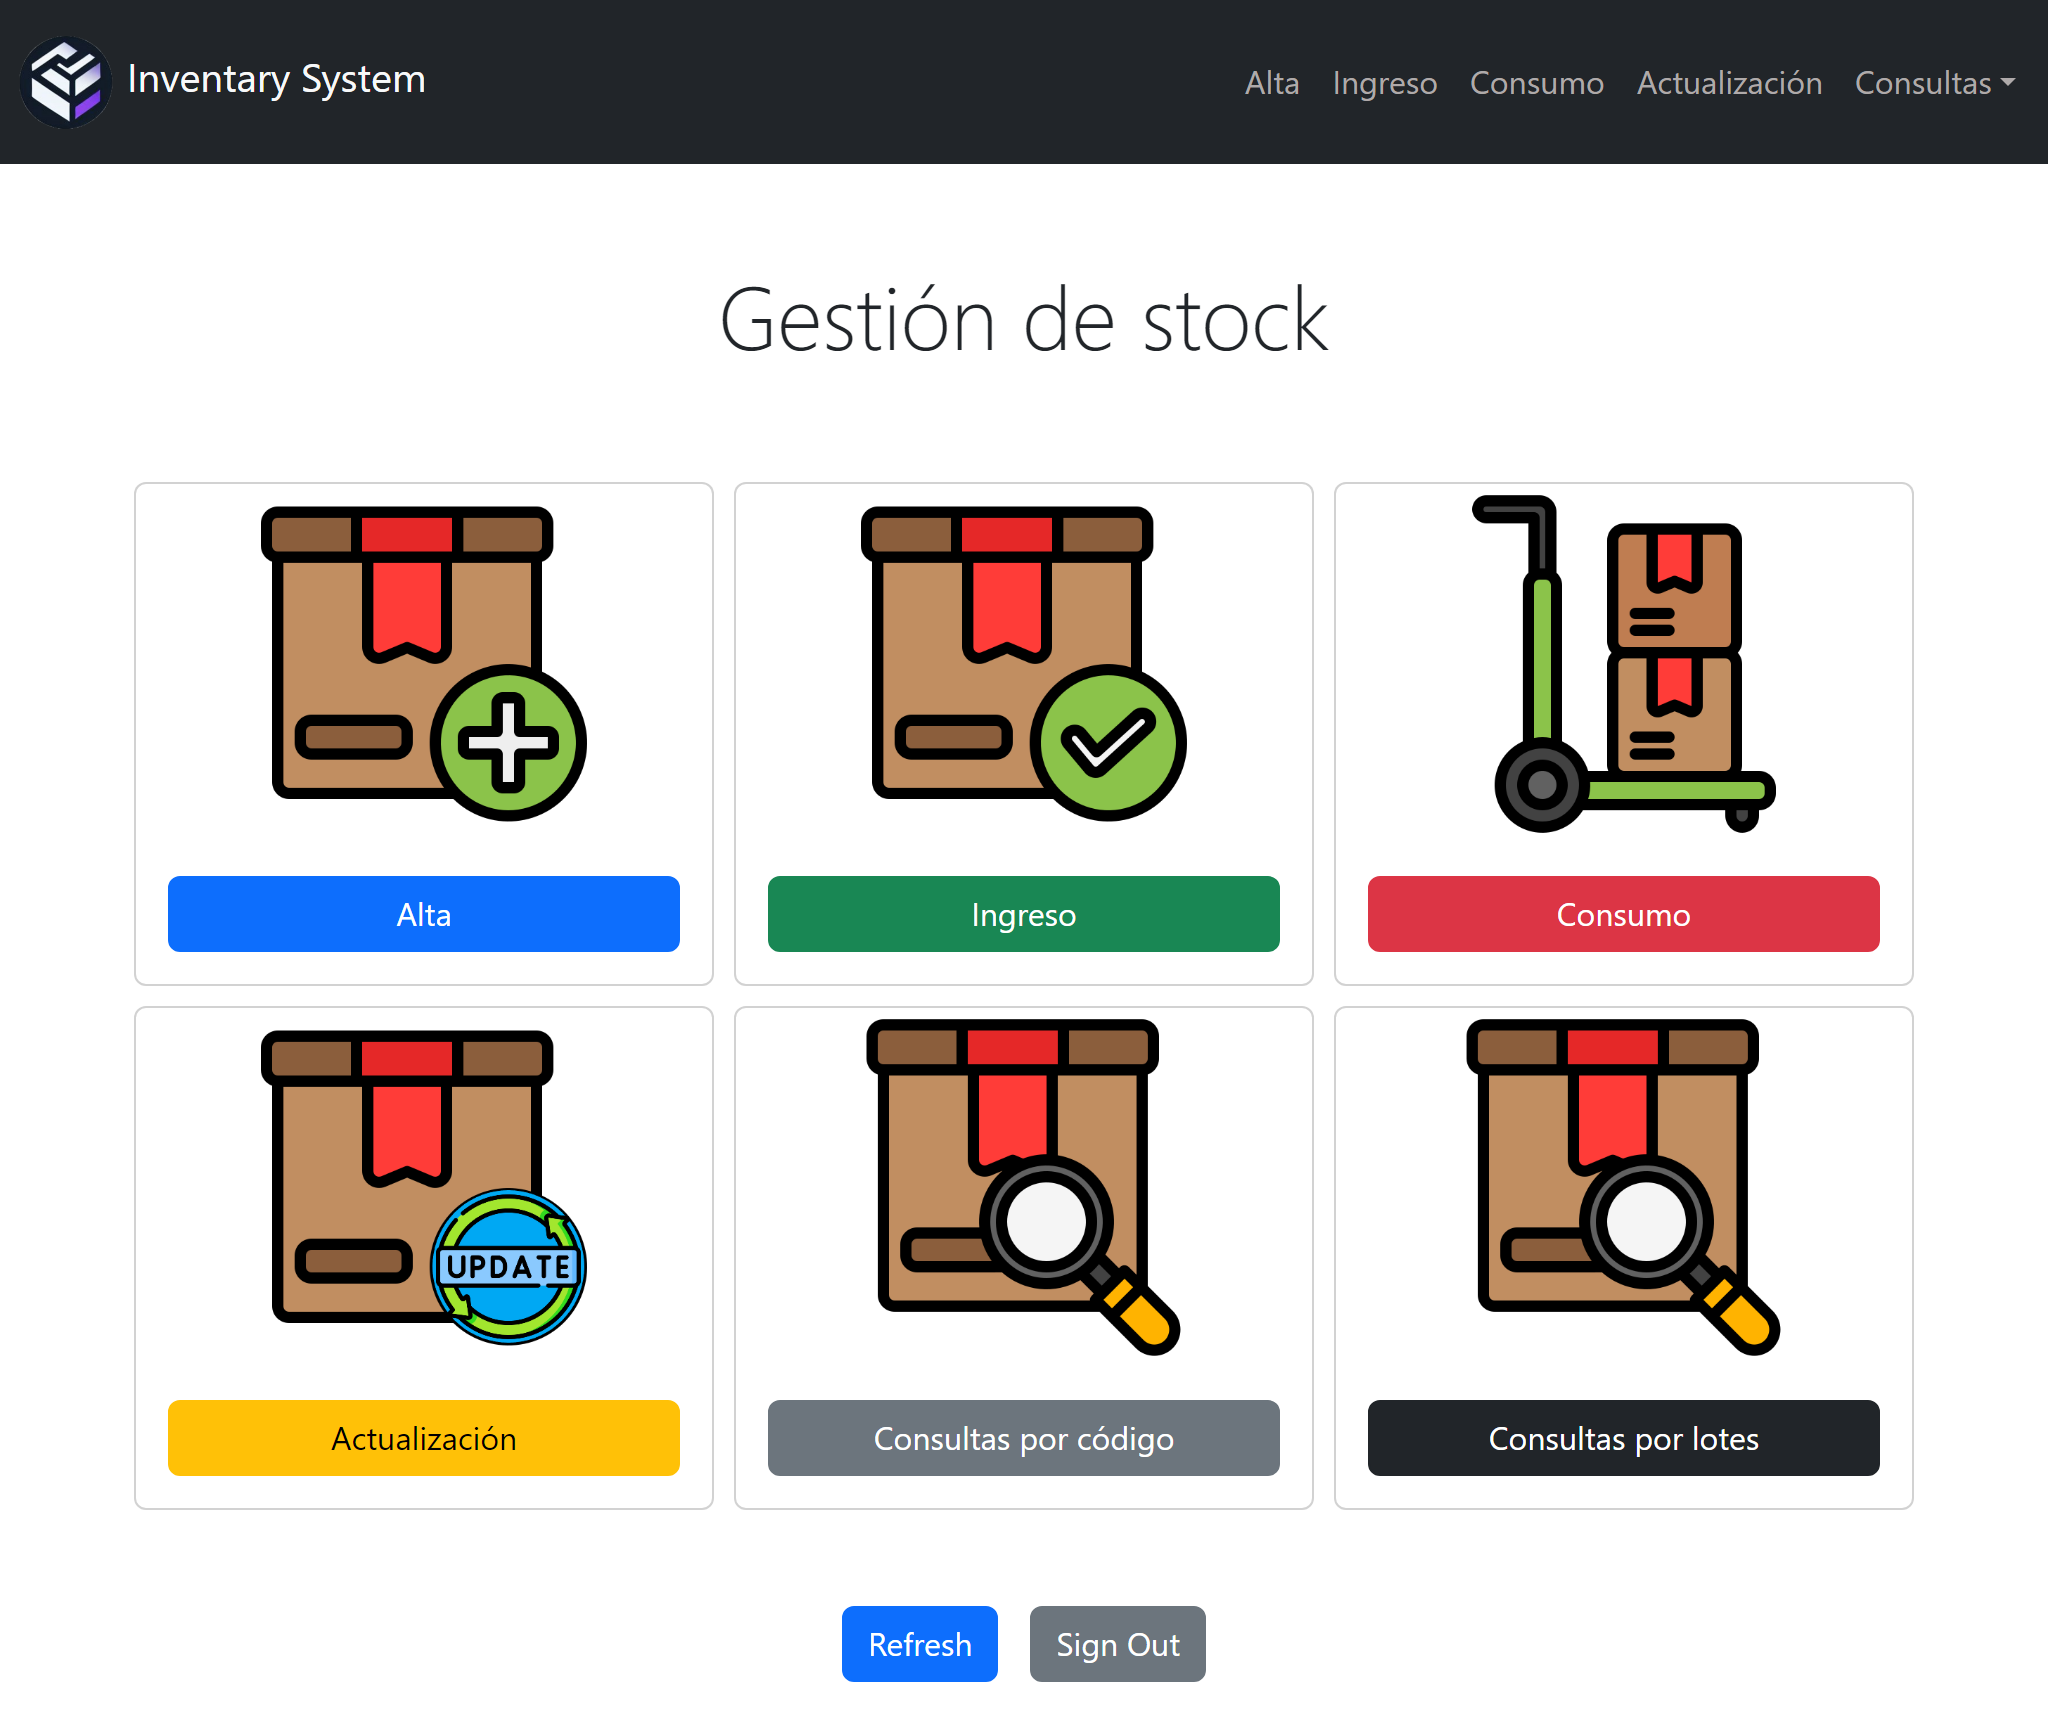 Inventary System
Alta Ingreso Consumo Actualización Consultas
Gestión de stock
Alta
Ingreso
Consumo
UPDATE
Actualización
Consultas por código
Consultas por lotes
Refresh
Sign Out